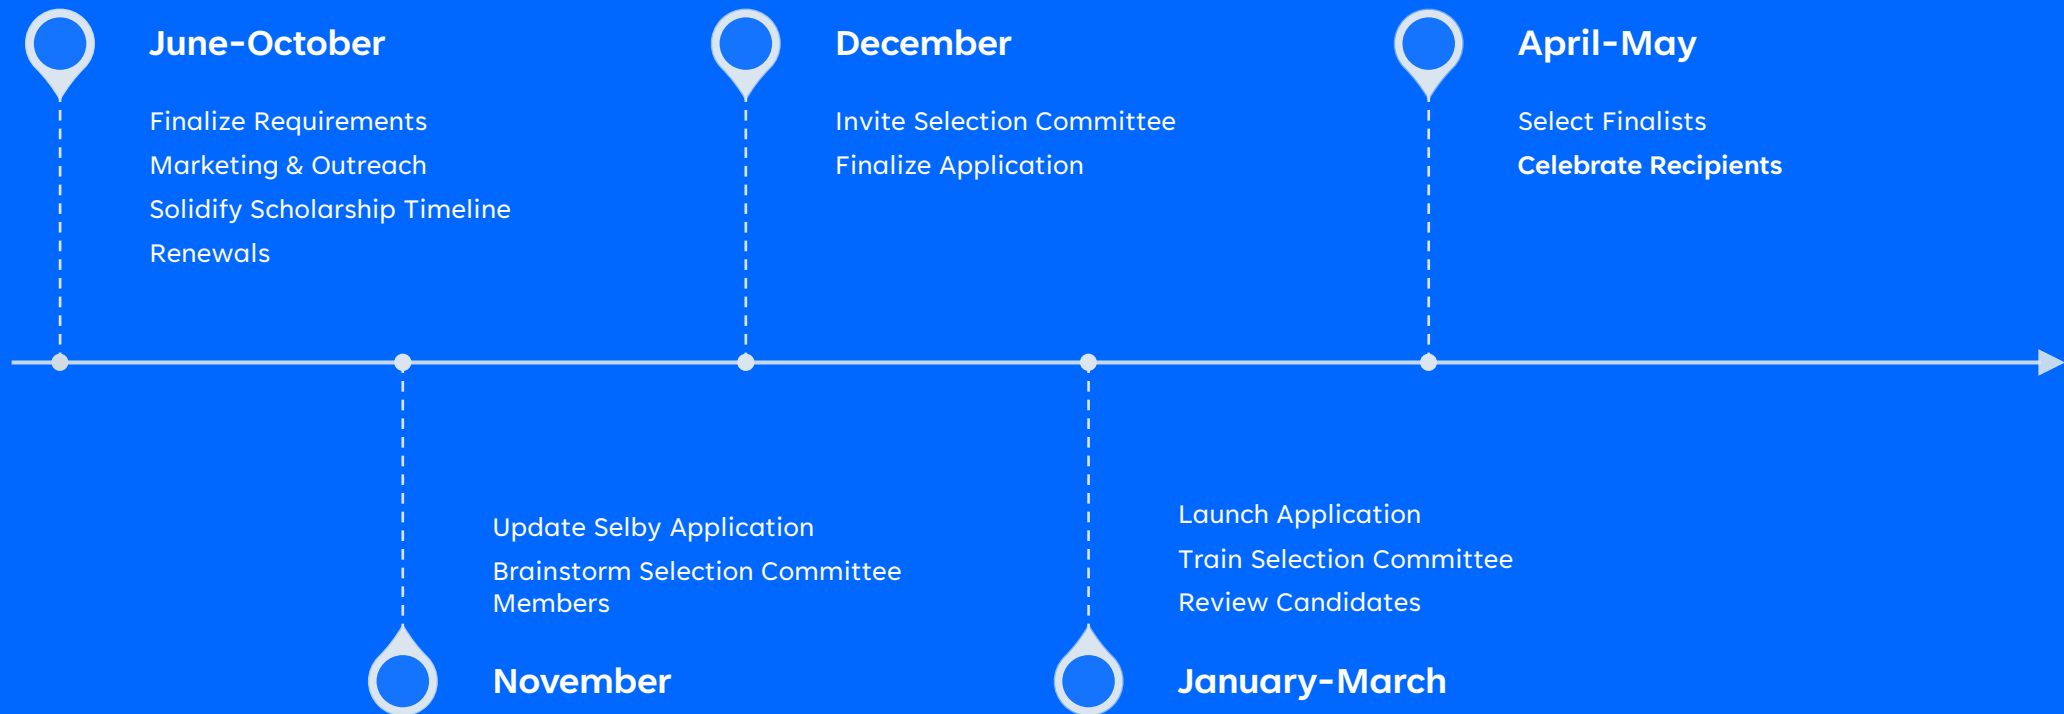 June-October
Finalize Requirements
Marketing & Outreach
Solidify Scholarship Timeline
Renewals
December
Invite Selection Committee
Finalize Application
April-May
Select Finalists
Celebrate Recipients
Update Selby Application
Brainstorm Selection Committee
Members
November
Launch Application
Train Selection Committee
Review Candidates
January-March